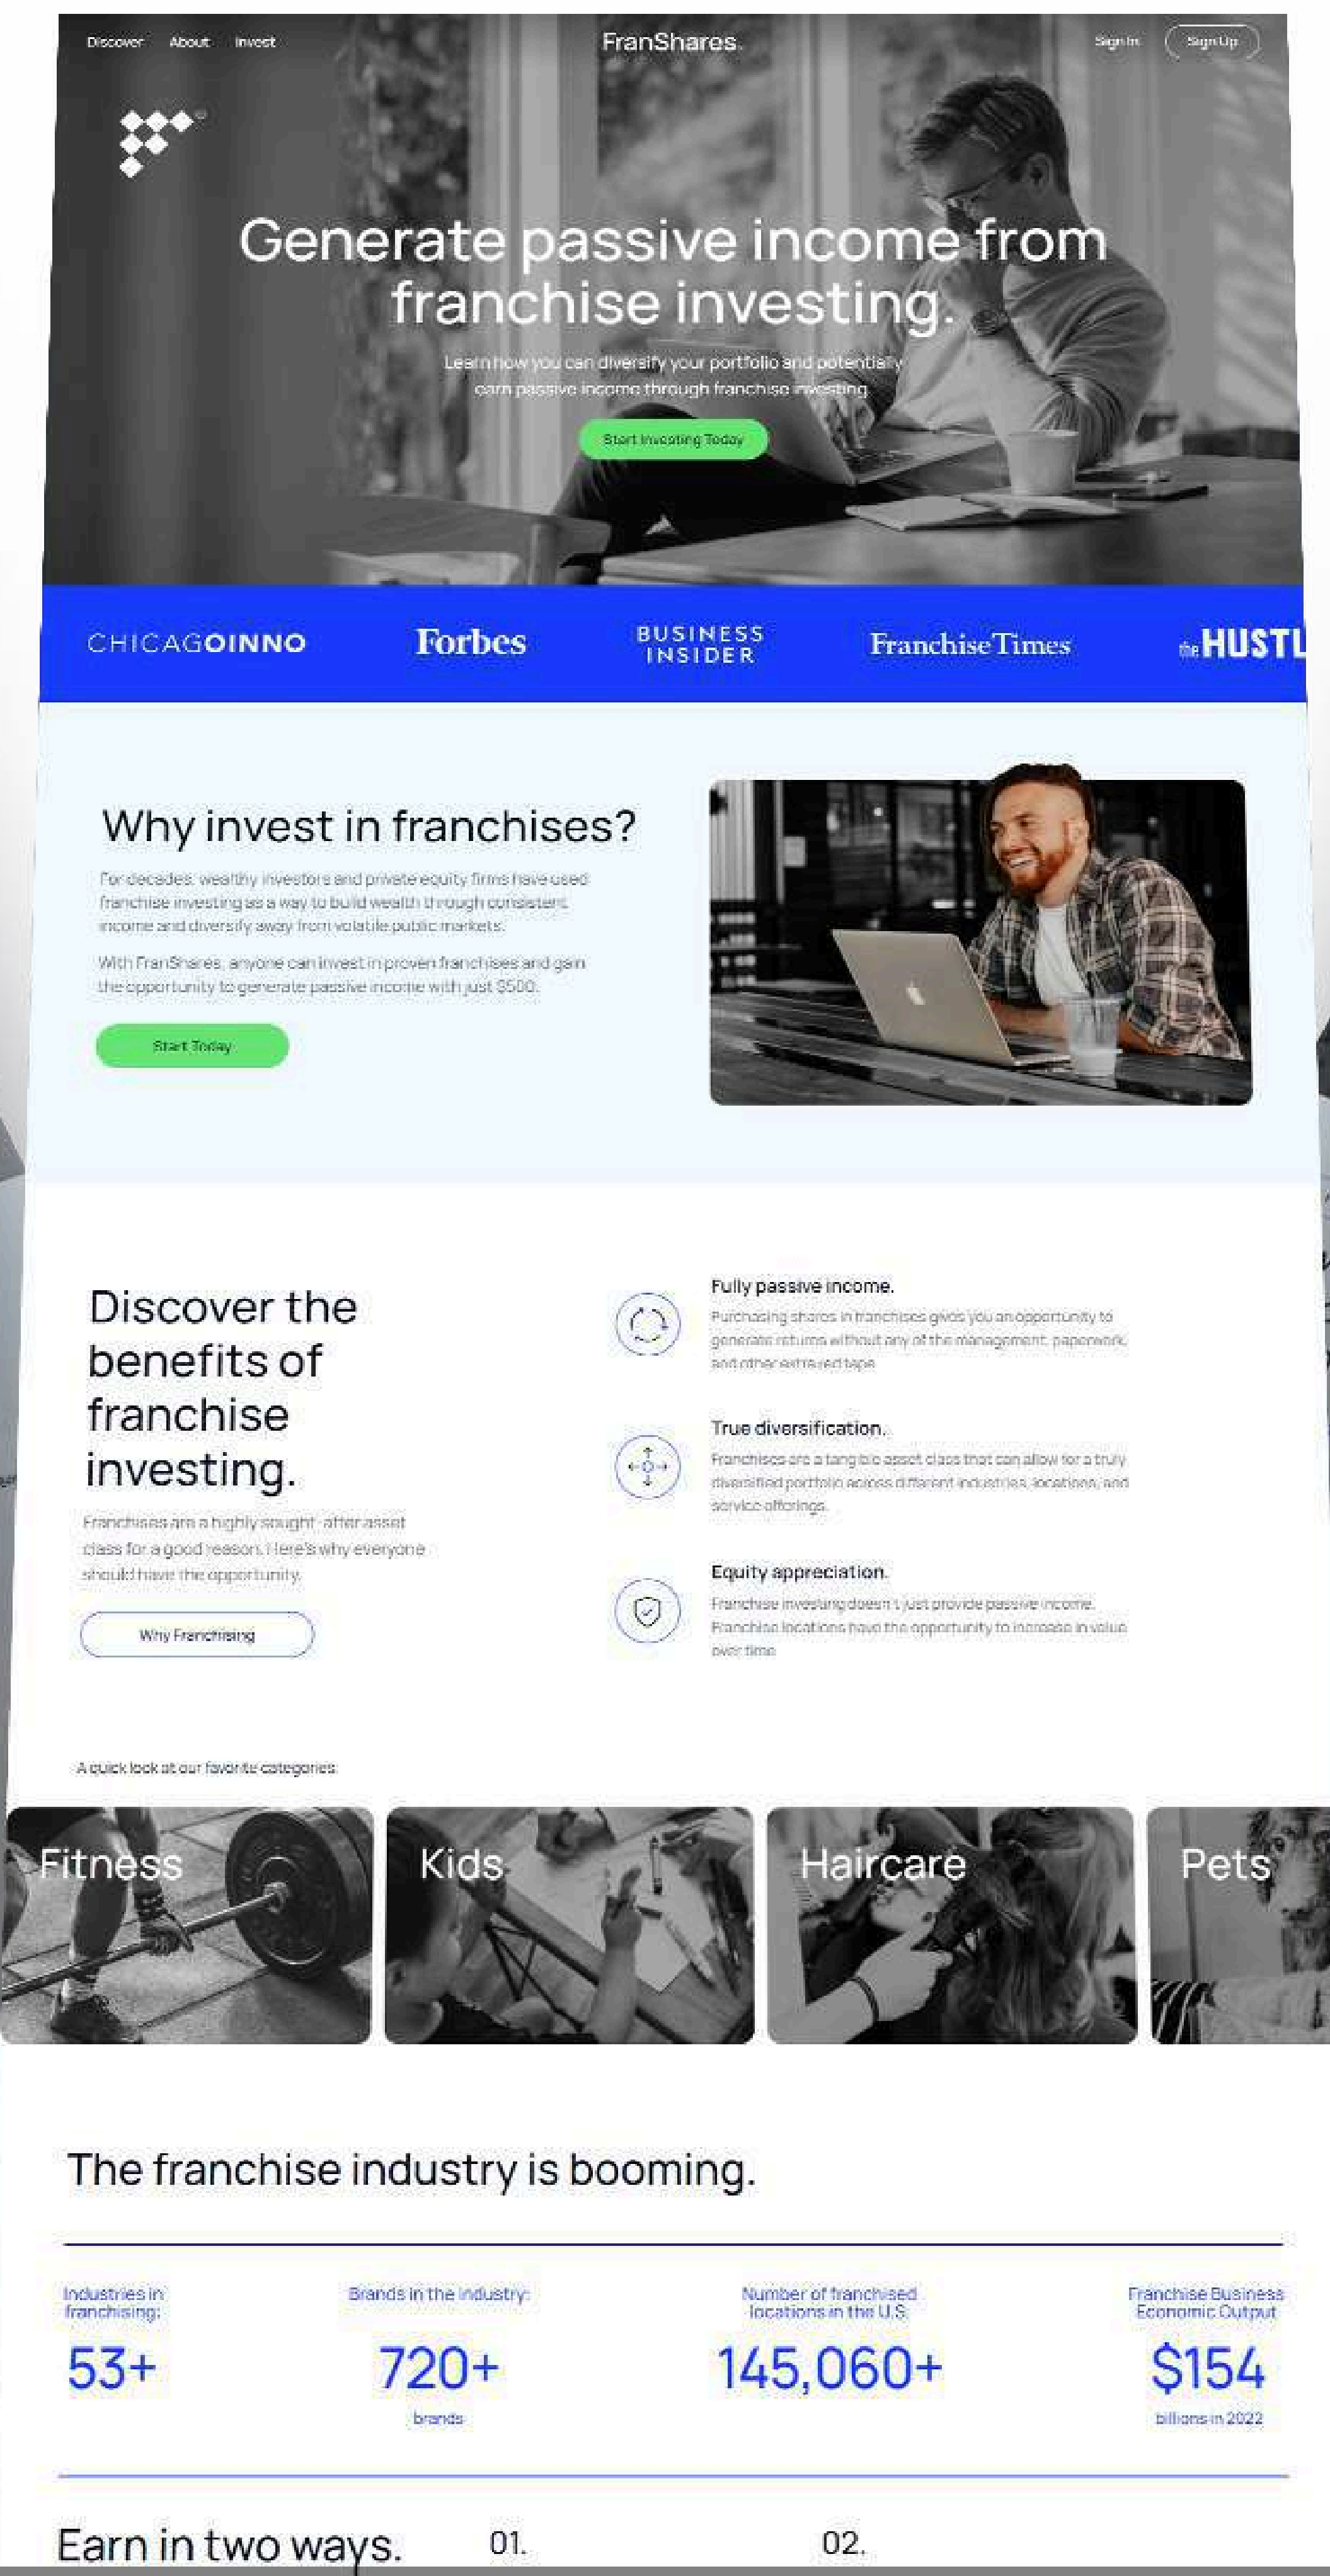 Discover About Invest FranShares. Sign In Sign Up
Generate passive income from
franchise investing.
Learn how you can diversify your portfolio and potentially
earn passive income through franchise investing.
Start Investing Today
CHICAGOINNO Forbes BUSINESS INSIDER FranchiseTimes the HUSTL
Why invest in franchises?
For decades, wealthy investors and private equity firms have used
franchise investing as a way to build wealth through consistent
income and diversify away from volatile public markets.
With FranShares, anyone can invest in proven franchises and gain
the opportunity to generate passive income with just $500.
Start Today
Discover the
benefits of
franchise
investing.
Franchises are a highly sought-after asset
class for a good reason. Here's why everyone
should have the opportunity.
Why Franchising
Fully passive income.
Purchasing shares in franchises gives you an opportunity to
generate returns without any of the management, paperwork,
and other extra red tape.
True diversification.
Franchises are a tangible asset class that can allow for a truly
diversified portfolio across different industries, locations, and
service offerings.
Equity appreciation.
Franchise investing doesn't just provide passive income.
Franchise locations have the opportunity to increase in value
over time.
A quick look at our favorite categories:
Fitness Kids Haircare Pets
The franchise industry is booming.
Industries in
franchising:
53+
Brands in the industry:
720+
brands
Number of franchised
locations in the U.S.
145,060+
Franchise Business
Economic Output
$154
billions in 2022
Earn in two ways. 01. 02.